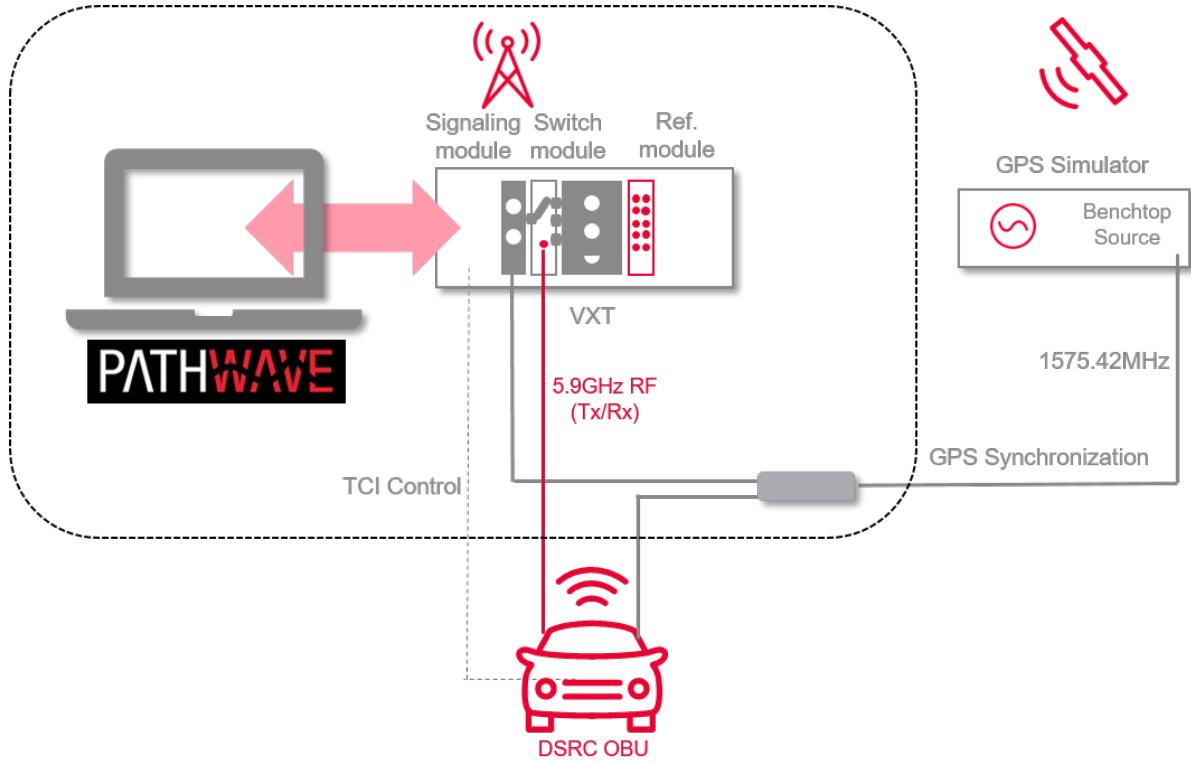 Signaling
module
Switch
module
Ref.
module
GPS Simulator
Benchtop
Source
VXT
PATHWAVE
5.9GHz RF
(Tx/Rx)
1575.42MHz
GPS Synchronization
TCI Control
DSRC OBU